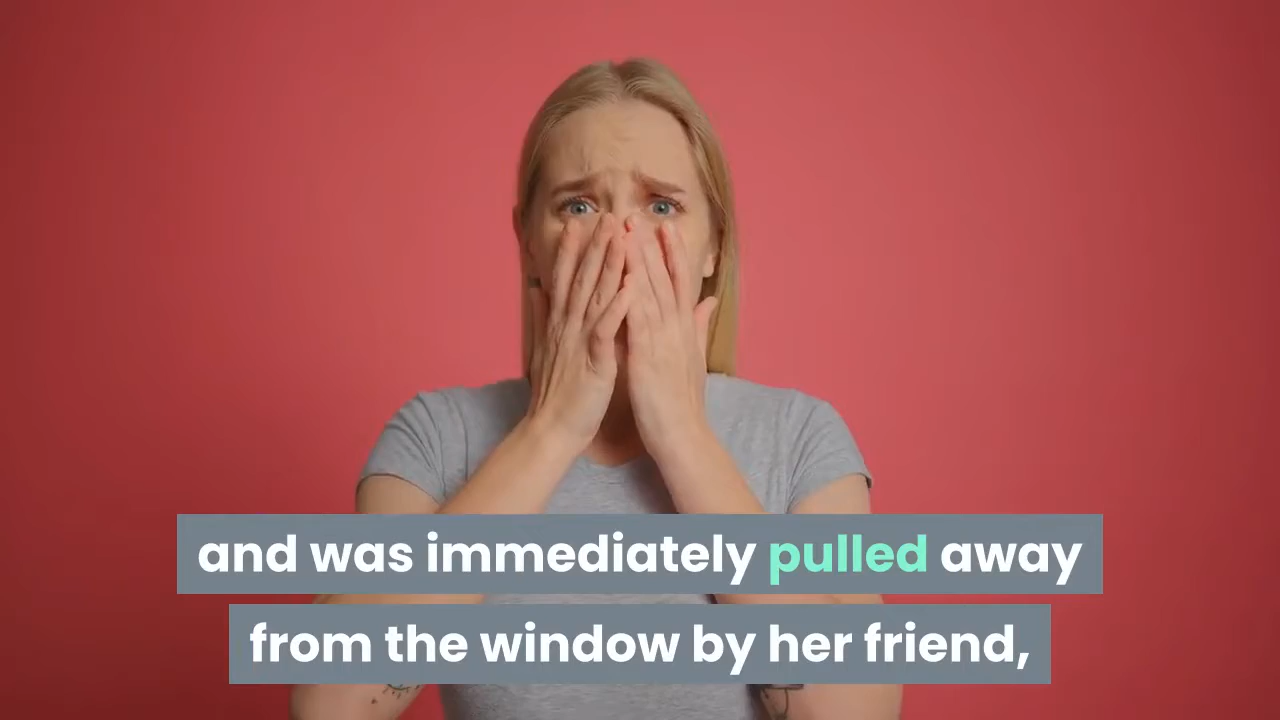 and was immediately pulled away
from the window by her friend,